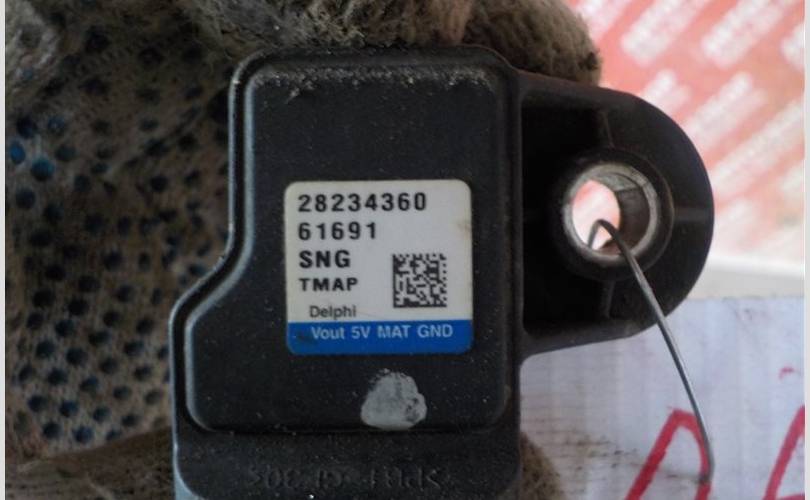 28234360
61691
SNG
TMAP
Delphi
Vout 5V MAT GND